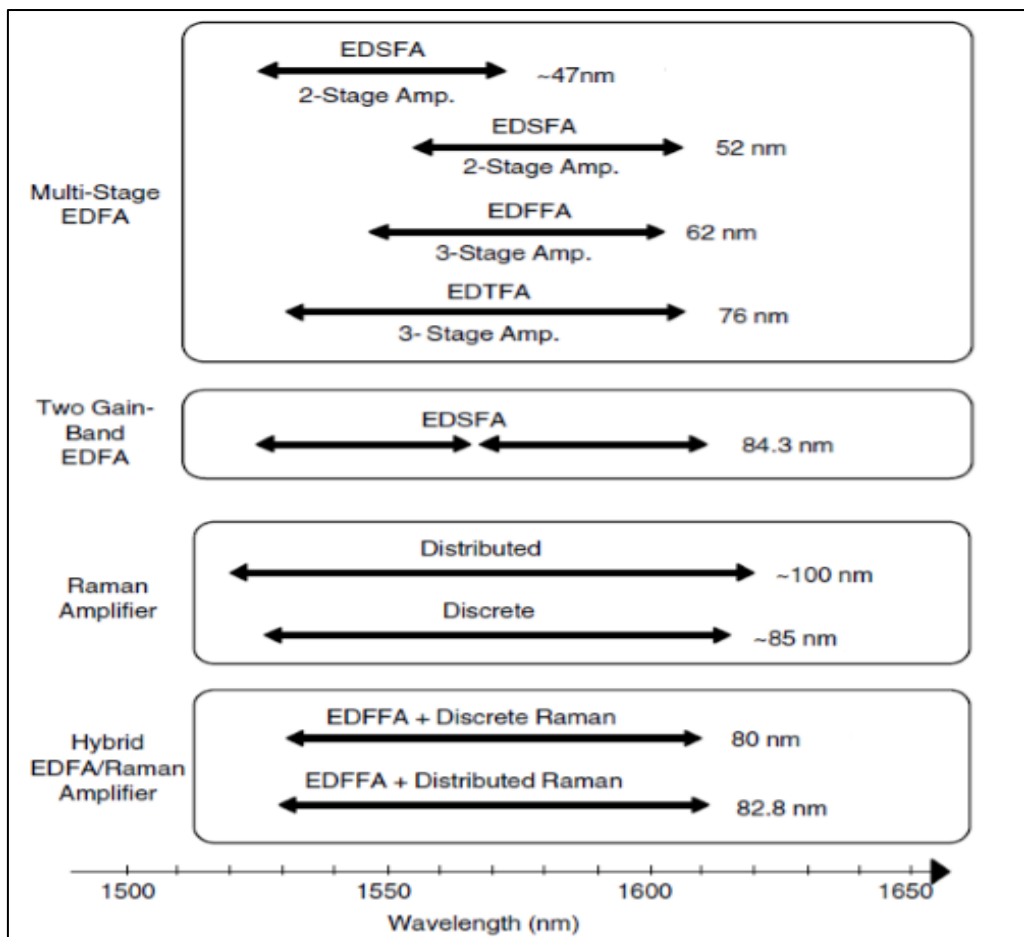 EDSFA
~47nm
2-Stage Amp.
EDSFA
52 nm
2-Stage Amp.
Multi-Stage
EDFA
EDFFA
62 nm
3-Stage Amp.
EDTFA
76 nm
3- Stage Amp.
Two Gain-
Band
EDFA
EDSFA
84.3 nm
Raman
Amplifier
Distributed
~100 nm
Discrete
~85 nm
Hybrid
EDFA/Raman
Amplifier
EDFFA + Discrete Raman
80 nm
EDFFA + Distributed Raman
82.8 nm
1500 1550 1600 1650
Wavelength (nm)